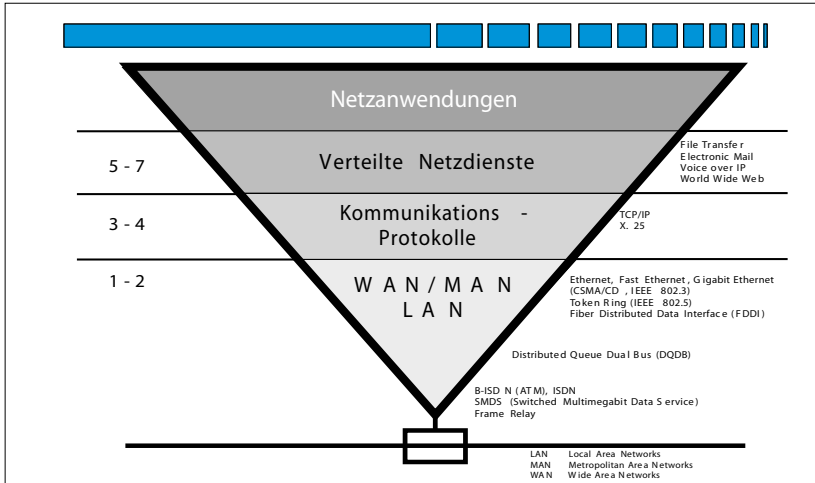 Netzanwendungen
5 - 7
Verteilte Netzdienste
File Transfer
Electronic Mail
Voice over IP
World Wide Web
3 - 4
Kommunikations -
Protokolle
TCP/IP
X. 25
1 - 2
WAN/MAN
LAN
Ethernet, Fast Ethernet, Gigabit Ethernet
(CSMA/CD , IEEE 802.3)
Token Ring (IEEE 802.5)
Fiber Distributed Data Interface (FDDI)
Distributed Queue Dual Bus (DQDB)
B-ISDN (ATM), ISDN
SMDS (Switched Multimegabit Data Service)
Frame Relay
LAN Local Area Networks
MAN Metropolitan Area Networks
WAN Wide Area Networks